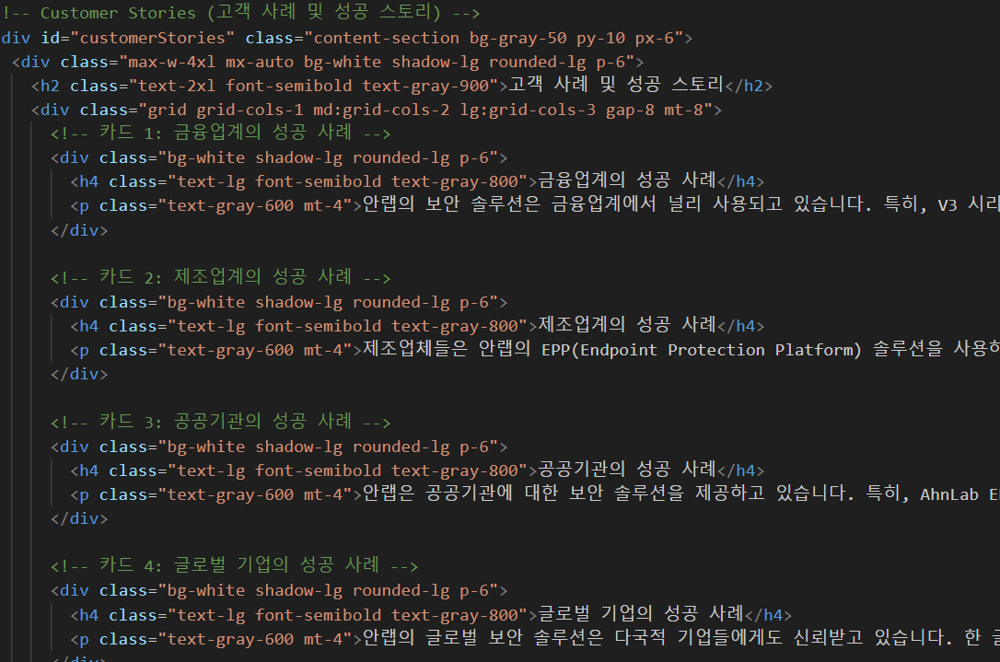 !-- Customer Stories (고객 사례 및 성공 스토리) -->
div id="customerStories" class="content-section bg-gray-50 py-10 px-6">
<div class="max-w-4xl mx-auto bg-white shadow-lg rounded-lg p-6">
<h2 class="text-2xl font-semibold text-gray-900">고객 사례 및 성공 스토리</h2>
<div class="grid grid-cols-1 md:grid-cols-2 lg:grid-cols-3 gap-8 mt-8">
<!-- 카드 1: 금융업계의 성공 사례 -->
<div class="bg-white shadow-lg rounded-lg p-6">
<h4 class="text-lg font-semibold text-gray-800">금융업계의 성공 사례</h4>
<p class="text-gray-600 mt-4">안랩의 보안 솔루션은 금융업계에서 널리 사용되고 있습니다. 특히, V3 시리
</div>
<!-- 카드 2: 제조업계의 성공 사례 -->
<div class="bg-white shadow-lg rounded-lg p-6">
<h4 class="text-lg font-semibold text-gray-800">제조업계의 성공 사례</h4>
<p class="text-gray-600 mt-4">제조업체들은 안랩의 EPP(Endpoint Protection Platform) 솔루션을 사용하
</div>
<!-- 카드 3: 공공기관의 성공 사례 -->
<div class="bg-white shadow-lg rounded-lg p-6">
<h4 class="text-lg font-semibold text-gray-800">공공기관의 성공 사례</h4>
<p class="text-gray-600 mt-4">안랩은 공공기관에 대한 보안 솔루션을 제공하고 있습니다. 특히, AhnLab
</div>
<!-- 카드 4: 글로벌 기업의 성공 사례 -->
<div class="bg-white shadow-lg rounded-lg p-6">
<h4 class="text-lg font-semibold text-gray-800">글로벌 기업의 성공 사례</h4>
<p class="text-gray-600 mt-4">안랩의 글로벌 보안 솔루션은 다국적 기업들에게도 신뢰받고 있습니다. 한
</div>